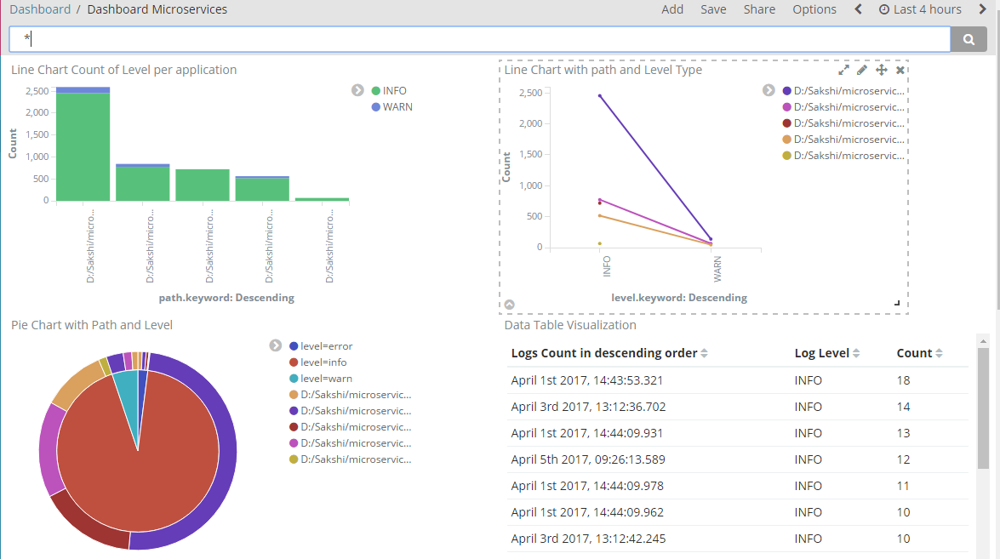 Dashboard / Dashboard Microservices Add Save Share Options Last 4 hours
*
Line Chart Count of Level per application
2,500
2,000
1,500
1,000
500
0
Count
D:/Sakshi/micro...
D:/Sakshi/micro...
D:/Sakshi/micro...
D:/Sakshi/micro...
D:/Sakshi/micro...
path.keyword: Descending
INFO
WARN
Line Chart with path and Level Type
2,500
2,000
1,500
1,000
500
0
Count
INFO
WARN
level.keyword: Descending
D:/Sakshi/microservic...
D:/Sakshi/microservic...
D:/Sakshi/microservic...
D:/Sakshi/microservic...
D:/Sakshi/microservic...
Pie Chart with Path and Level
level=error
level=info
level=warn
D:/Sakshi/microservic...
D:/Sakshi/microservic...
D:/Sakshi/microservic...
D:/Sakshi/microservic...
D:/Sakshi/microservic...
Data Table Visualization
Logs Count in descending order Log Level Count
April 1st 2017, 14:43:53.321 INFO 18
April 3rd 2017, 13:12:36.702 INFO 14
April 1st 2017, 14:44:09.931 INFO 13
April 5th 2017, 09:26:13.589 INFO 12
April 1st 2017, 14:44:09.978 INFO 11
April 1st 2017, 14:44:09.962 INFO 10
April 3rd 2017, 13:12:42.245 INFO 10